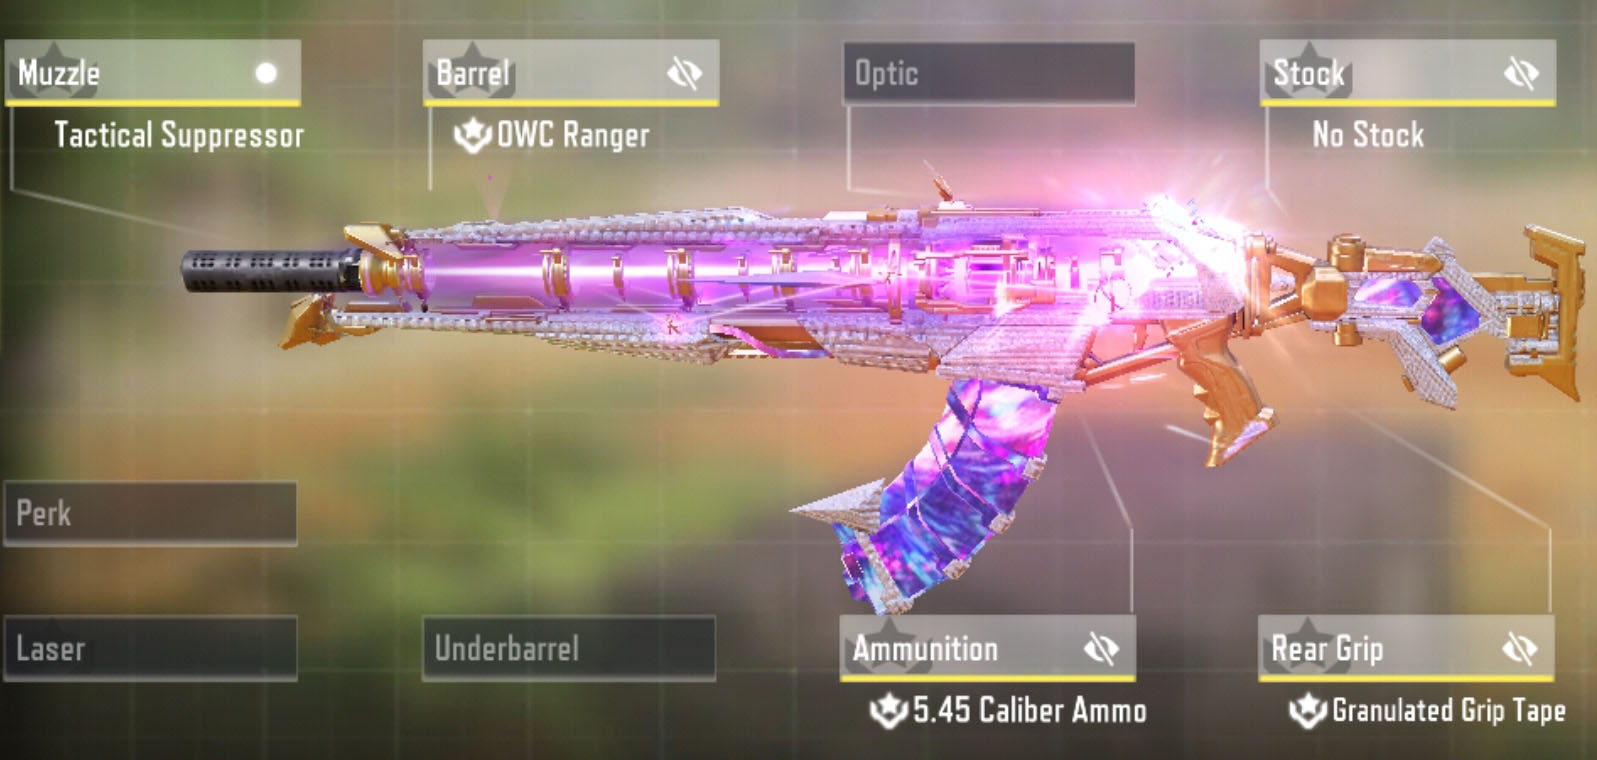 Muzzle
Tactical Suppressor
Barrel
OWC Ranger
Optic
Stock
No Stock
Perk
Laser
Underbarrel
Ammunition
5.45 Caliber Ammo
Rear Grip
Granulated Grip Tape